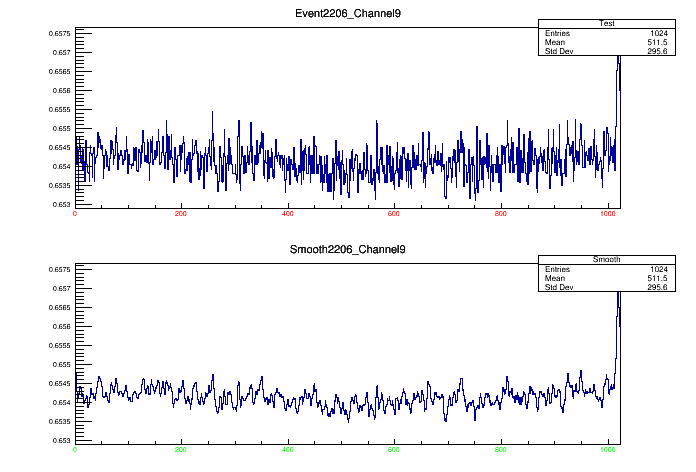 Event2206_Channel9
Test
Entries 1024
Mean 511.5
Std Dev 295.6
0.6575
0.657
0.6565
0.656
0.6555
0.655
0.6545
0.654
0.6535
0.653
0 200 400 600 800 1000
Smooth2206_Channel9
Smooth
Entries 1024
Mean 511.5
Std Dev 295.6
0.6575
0.657
0.6565
0.656
0.6555
0.655
0.6545
0.654
0.6535
0.653
0 200 400 600 800 1000